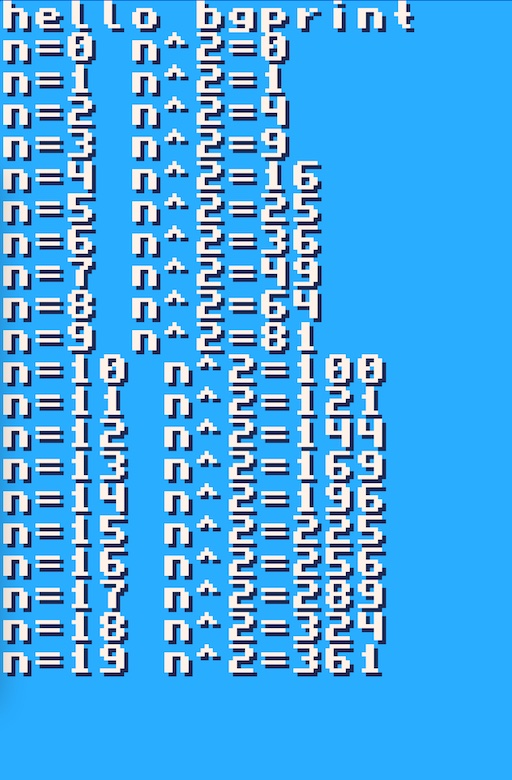 hello bgprint
n=0 n^2=0
n=1 n^2=1
n=2 n^2=4
n=3 n^2=9
n=4 n^2=16
n=5 n^2=25
n=6 n^2=36
n=7 n^2=49
n=8 n^2=64
n=9 n^2=81
n=10 n^2=100
n=11 n^2=121
n=12 n^2=144
n=13 n^2=169
n=14 n^2=196
n=15 n^2=225
n=16 n^2=256
n=17 n^2=289
n=18 n^2=324
n=19 n^2=361